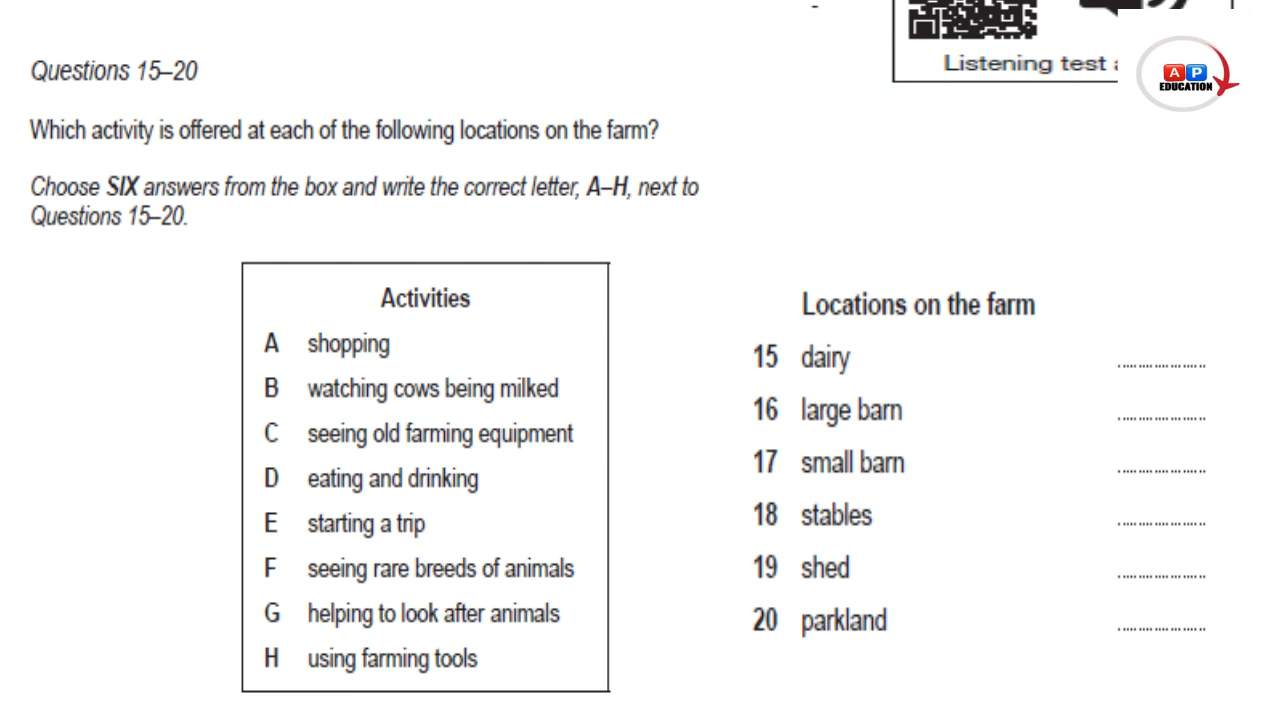 Listening test
A P
EDUCATION
Questions 15–20
Which activity is offered at each of the following locations on the farm?
Choose SIX answers from the box and write the correct letter, A–H, next to
Questions 15–20.
Activities
A shopping
B watching cows being milked
C seeing old farming equipment
D eating and drinking
E starting a trip
F seeing rare breeds of animals
G helping to look after animals
H using farming tools
Locations on the farm
15 dairy ....................
16 large barn ....................
17 small barn ....................
18 stables ....................
19 shed ....................
20 parkland ....................